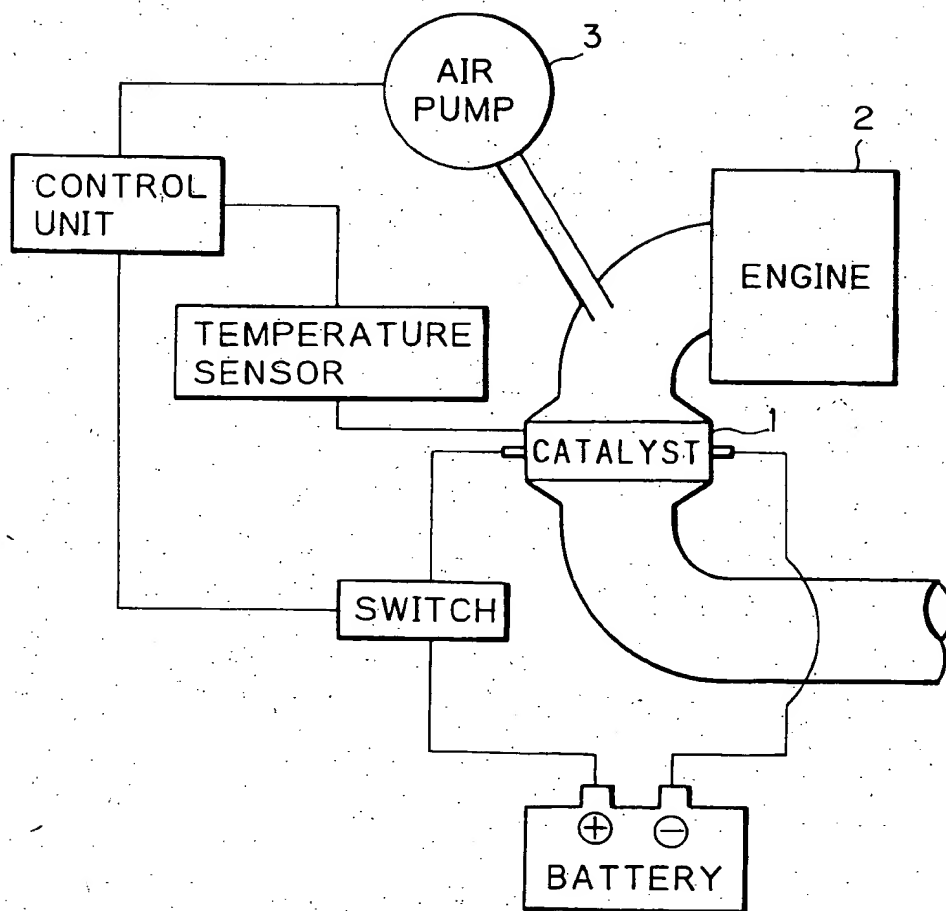 3
AIR
PUMP
2
CONTROL
UNIT
ENGINE
TEMPERATURE
SENSOR
1
CATALYST
SWITCH
+ −
BATTERY